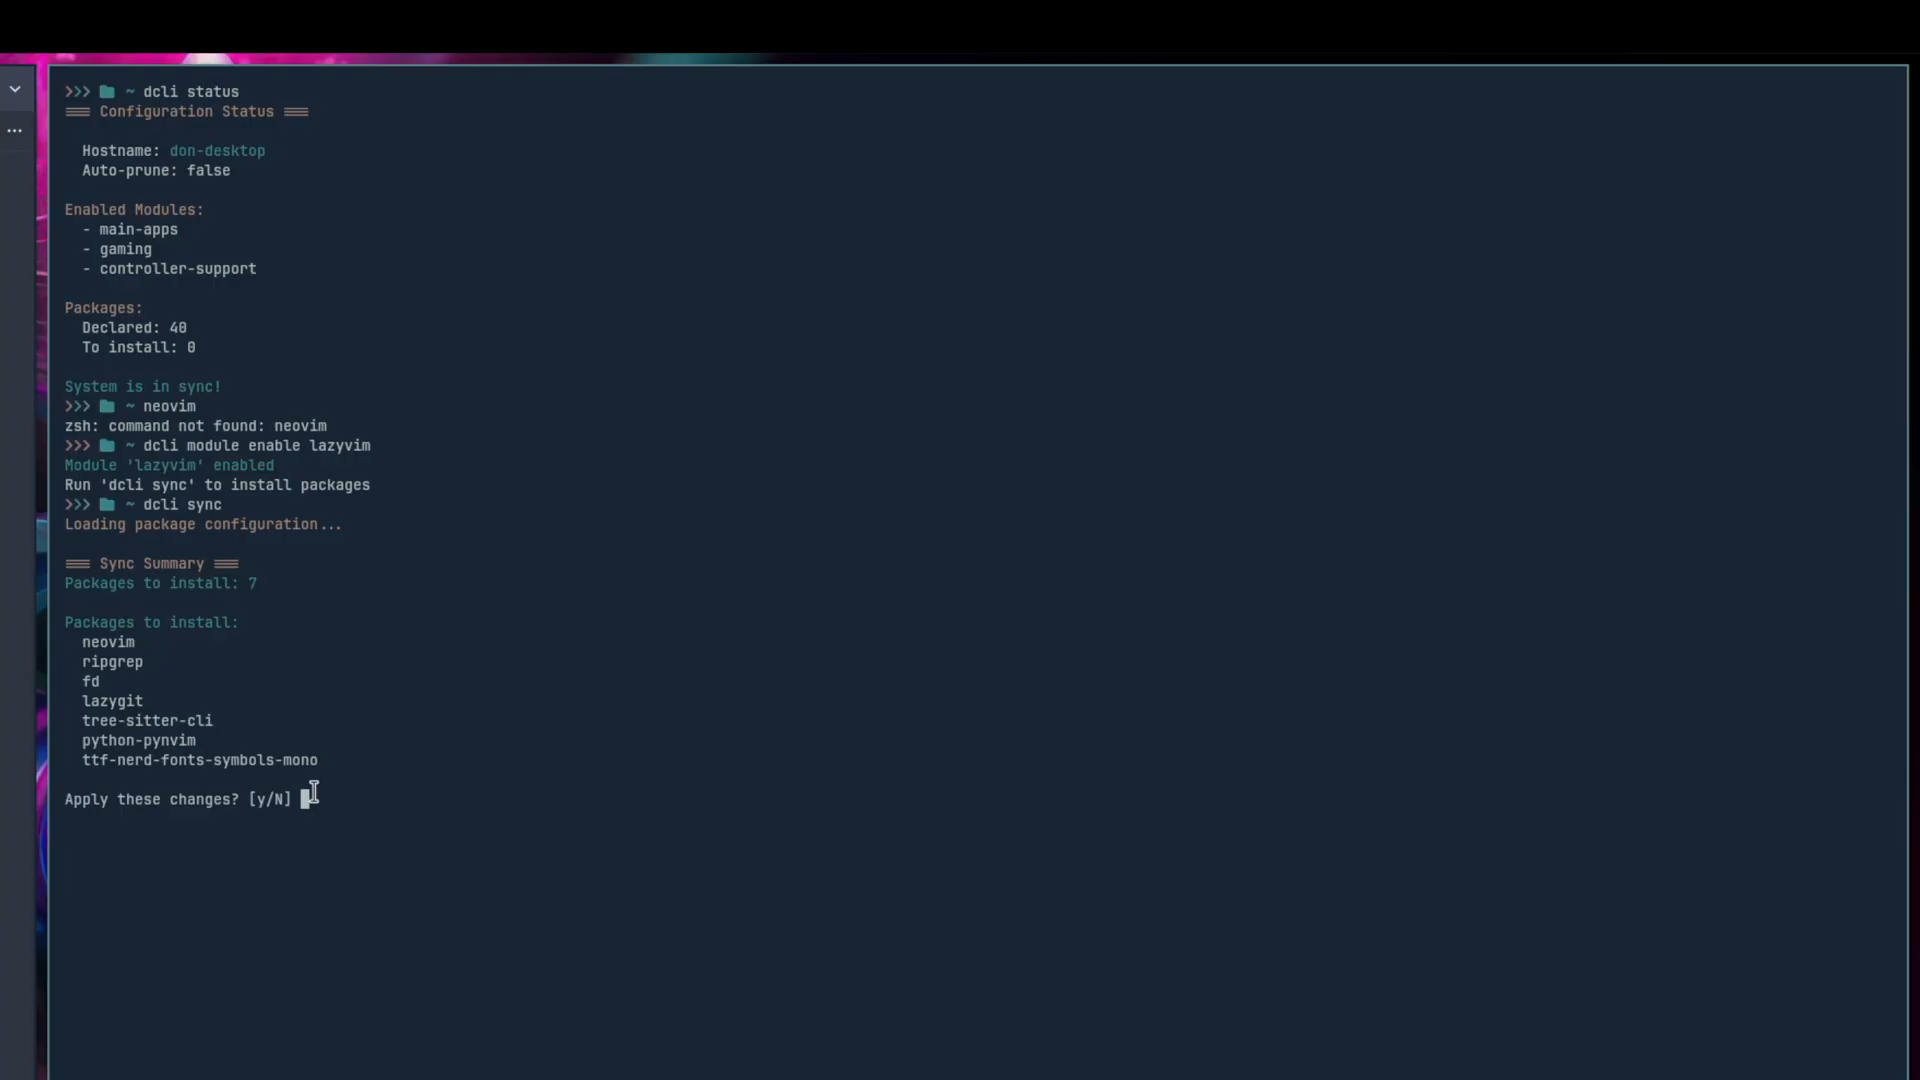 >>> ~ dcli status
=== Configuration Status ===
Hostname: don-desktop
Auto-prune: false
Enabled Modules:
- main-apps
- gaming
- controller-support
Packages:
Declared: 40
To install: 0
System is in sync!
>>> ~ neovim
zsh: command not found: neovim
>>> ~ dcli module enable lazyvim
Module 'lazyvim' enabled
Run 'dcli sync' to install packages
>>> ~ dcli sync
Loading package configuration...
=== Sync Summary ===
Packages to install: 7
Packages to install:
neovim
ripgrep
fd
lazygit
tree-sitter-cli
python-pynvim
ttf-nerd-fonts-symbols-mono
Apply these changes? [y/N]